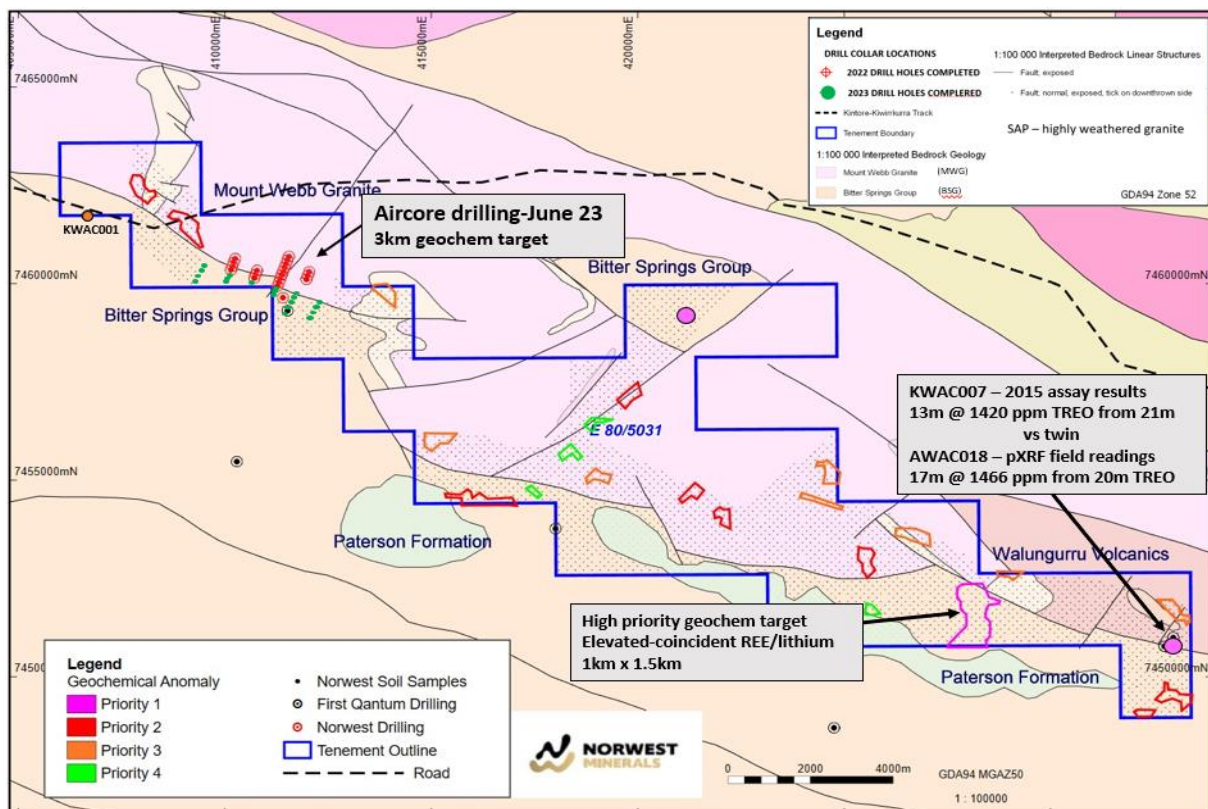 410000mE
415000mE
420000mE
7465000mN
Legend
DRILL COLLAR LOCATIONS
2022 DRILL HOLES COMPLETED
2023 DRILL HOLES COMPLERED
Kintore-Kiwirrkurra Track
Tenement Boundary
1:100 000 Interpreted Bedrock Geology
Mount Webb Granite (MWG)
Bitter Springs Group (BSG)
1:100 000 Interpreted Bedrock Linear Structures
Fault; exposed
Fault; normal, exposed, tick on downthrown side
SAP – highly weathered granite
GDA94 Zone 52
Mount Webb Granite
KWAC001
Aircore drilling-June 23
3km geochem target
7460000mN
7460000mN
Bitter Springs Group
Bitter Springs Group
KWAC007 – 2015 assay results
13m @ 1420 ppm TREO from 21m
vs twin
AWAC018 – pXRF field readings
17m @ 1466 ppm from 20m TREO
E 80/5031
7455000mN
Paterson Formation
Walungurru Volcanics
High priority geochem target
Elevated-coincident REE/lithium
1km x 1.5km
7450000mN
Paterson Formation
Legend
Geochemical Anomaly
Priority 1
Priority 2
Priority 3
Priority 4
Norwest Soil Samples
First Qantum Drilling
Norwest Drilling
Tenement Outline
Road
NORWEST
MINERALS
0 2000 4000m
GDA94 MGAZ50
1 : 100000